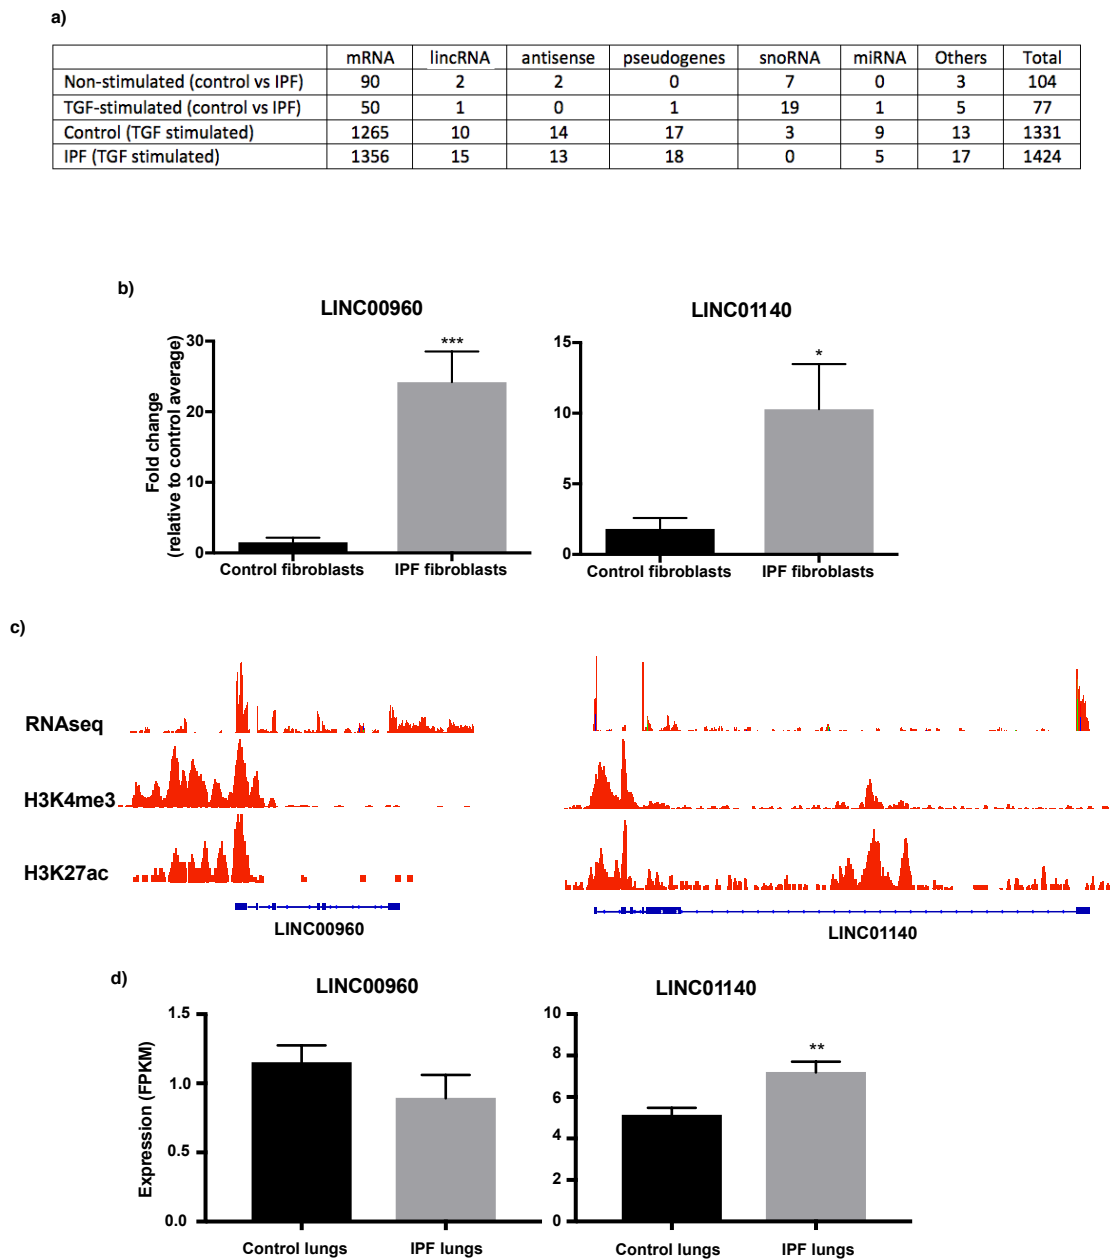 a)
mRNA lincRNA antisense pseudogenes snoRNA miRNA Others Total
Non-stimulated (control vs IPF) 90 2 2 0 7 0 3 104
TGF-stimulated (control vs IPF) 50 1 0 1 19 1 5 77
Control (TGF stimulated) 1265 10 14 17 3 9 13 1331
IPF (TGF stimulated) 1356 15 13 18 0 5 17 1424
b)
LINC00960
Fold change
(relative to control average)
30
20
10
0
***
Control fibroblasts IPF fibroblasts
LINC01140
15
10
5
0
*
Control fibroblasts IPF fibroblasts
c)
RNAseq
H3K4me3
H3K27ac
LINC00960
LINC01140
d)
LINC00960
Expression (FPKM)
1.5
1.0
0.5
0.0
Control lungs IPF lungs
LINC01140
10
8
6
4
2
0
**
Control lungs IPF lungs